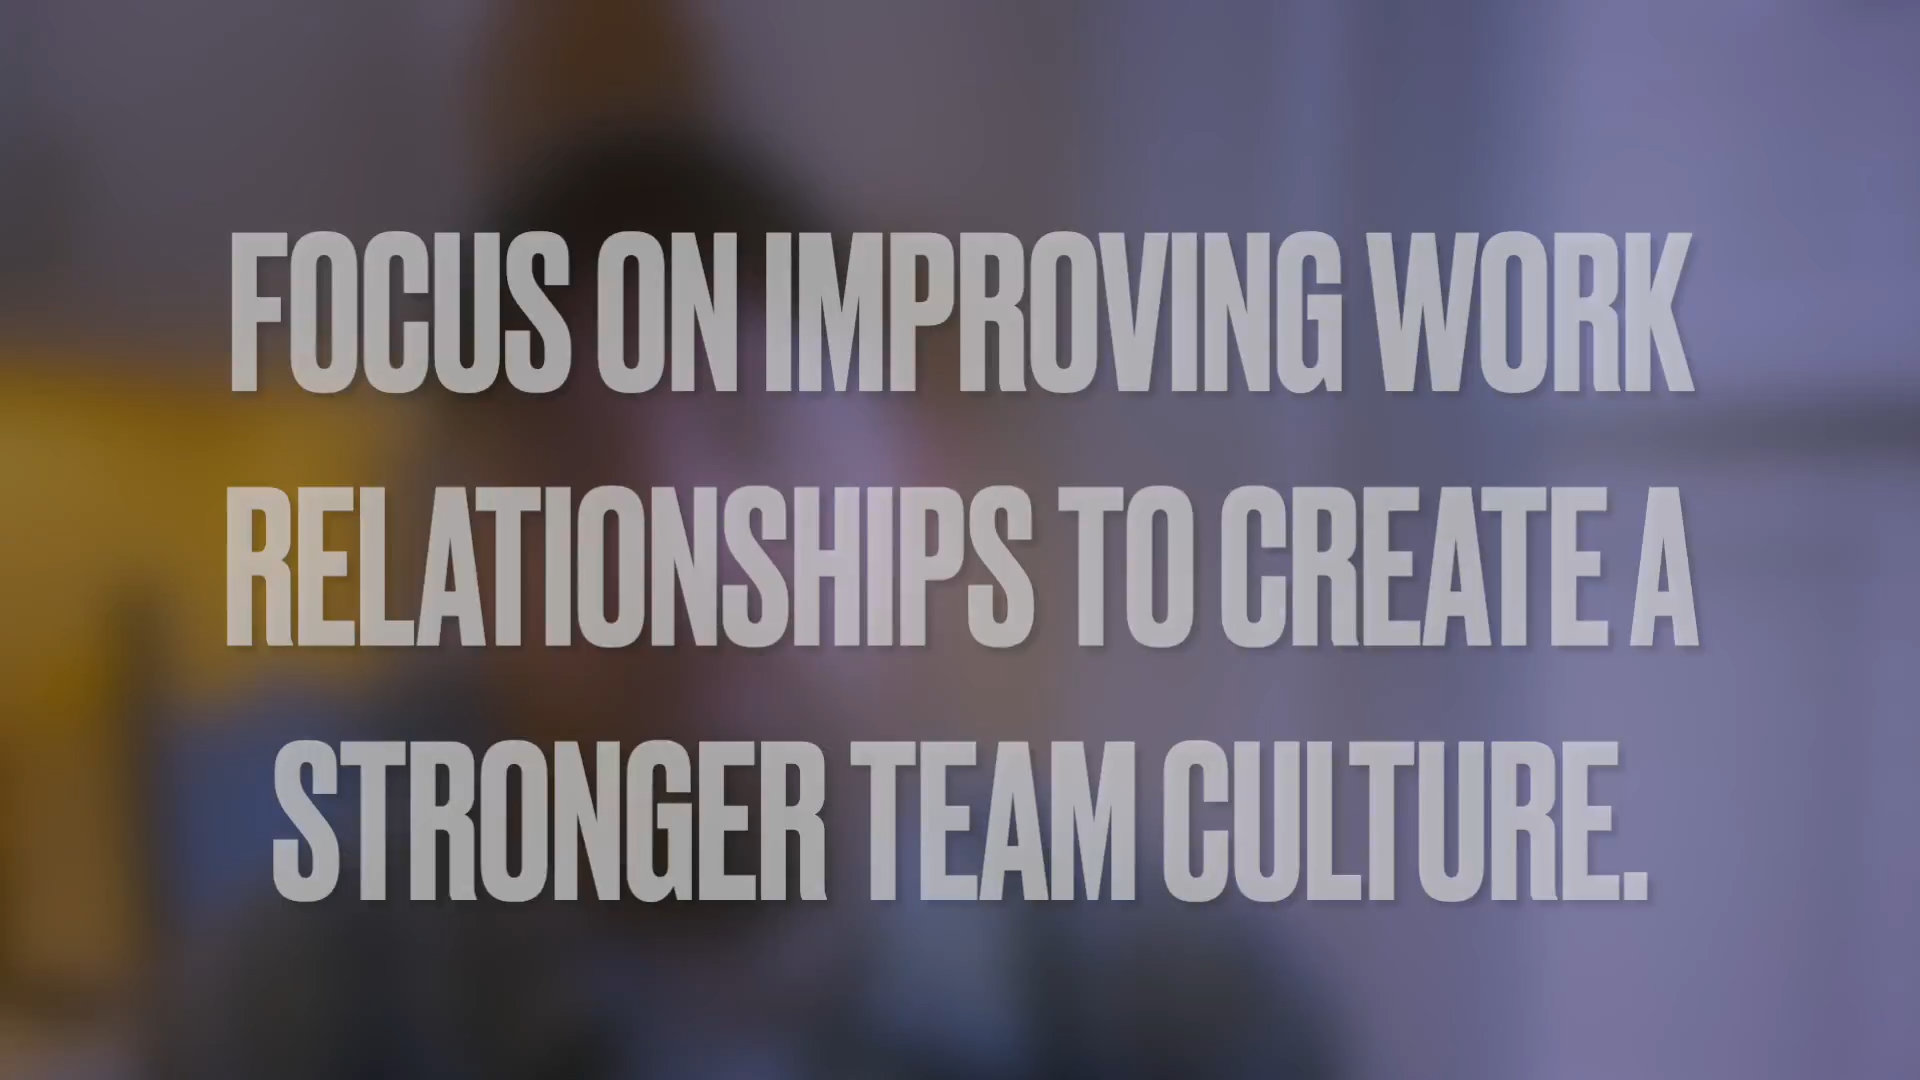 FOCUS ON IMPROVING WORK
RELATIONSHIPS TO CREATE A
STRONGER TEAM CULTURE.